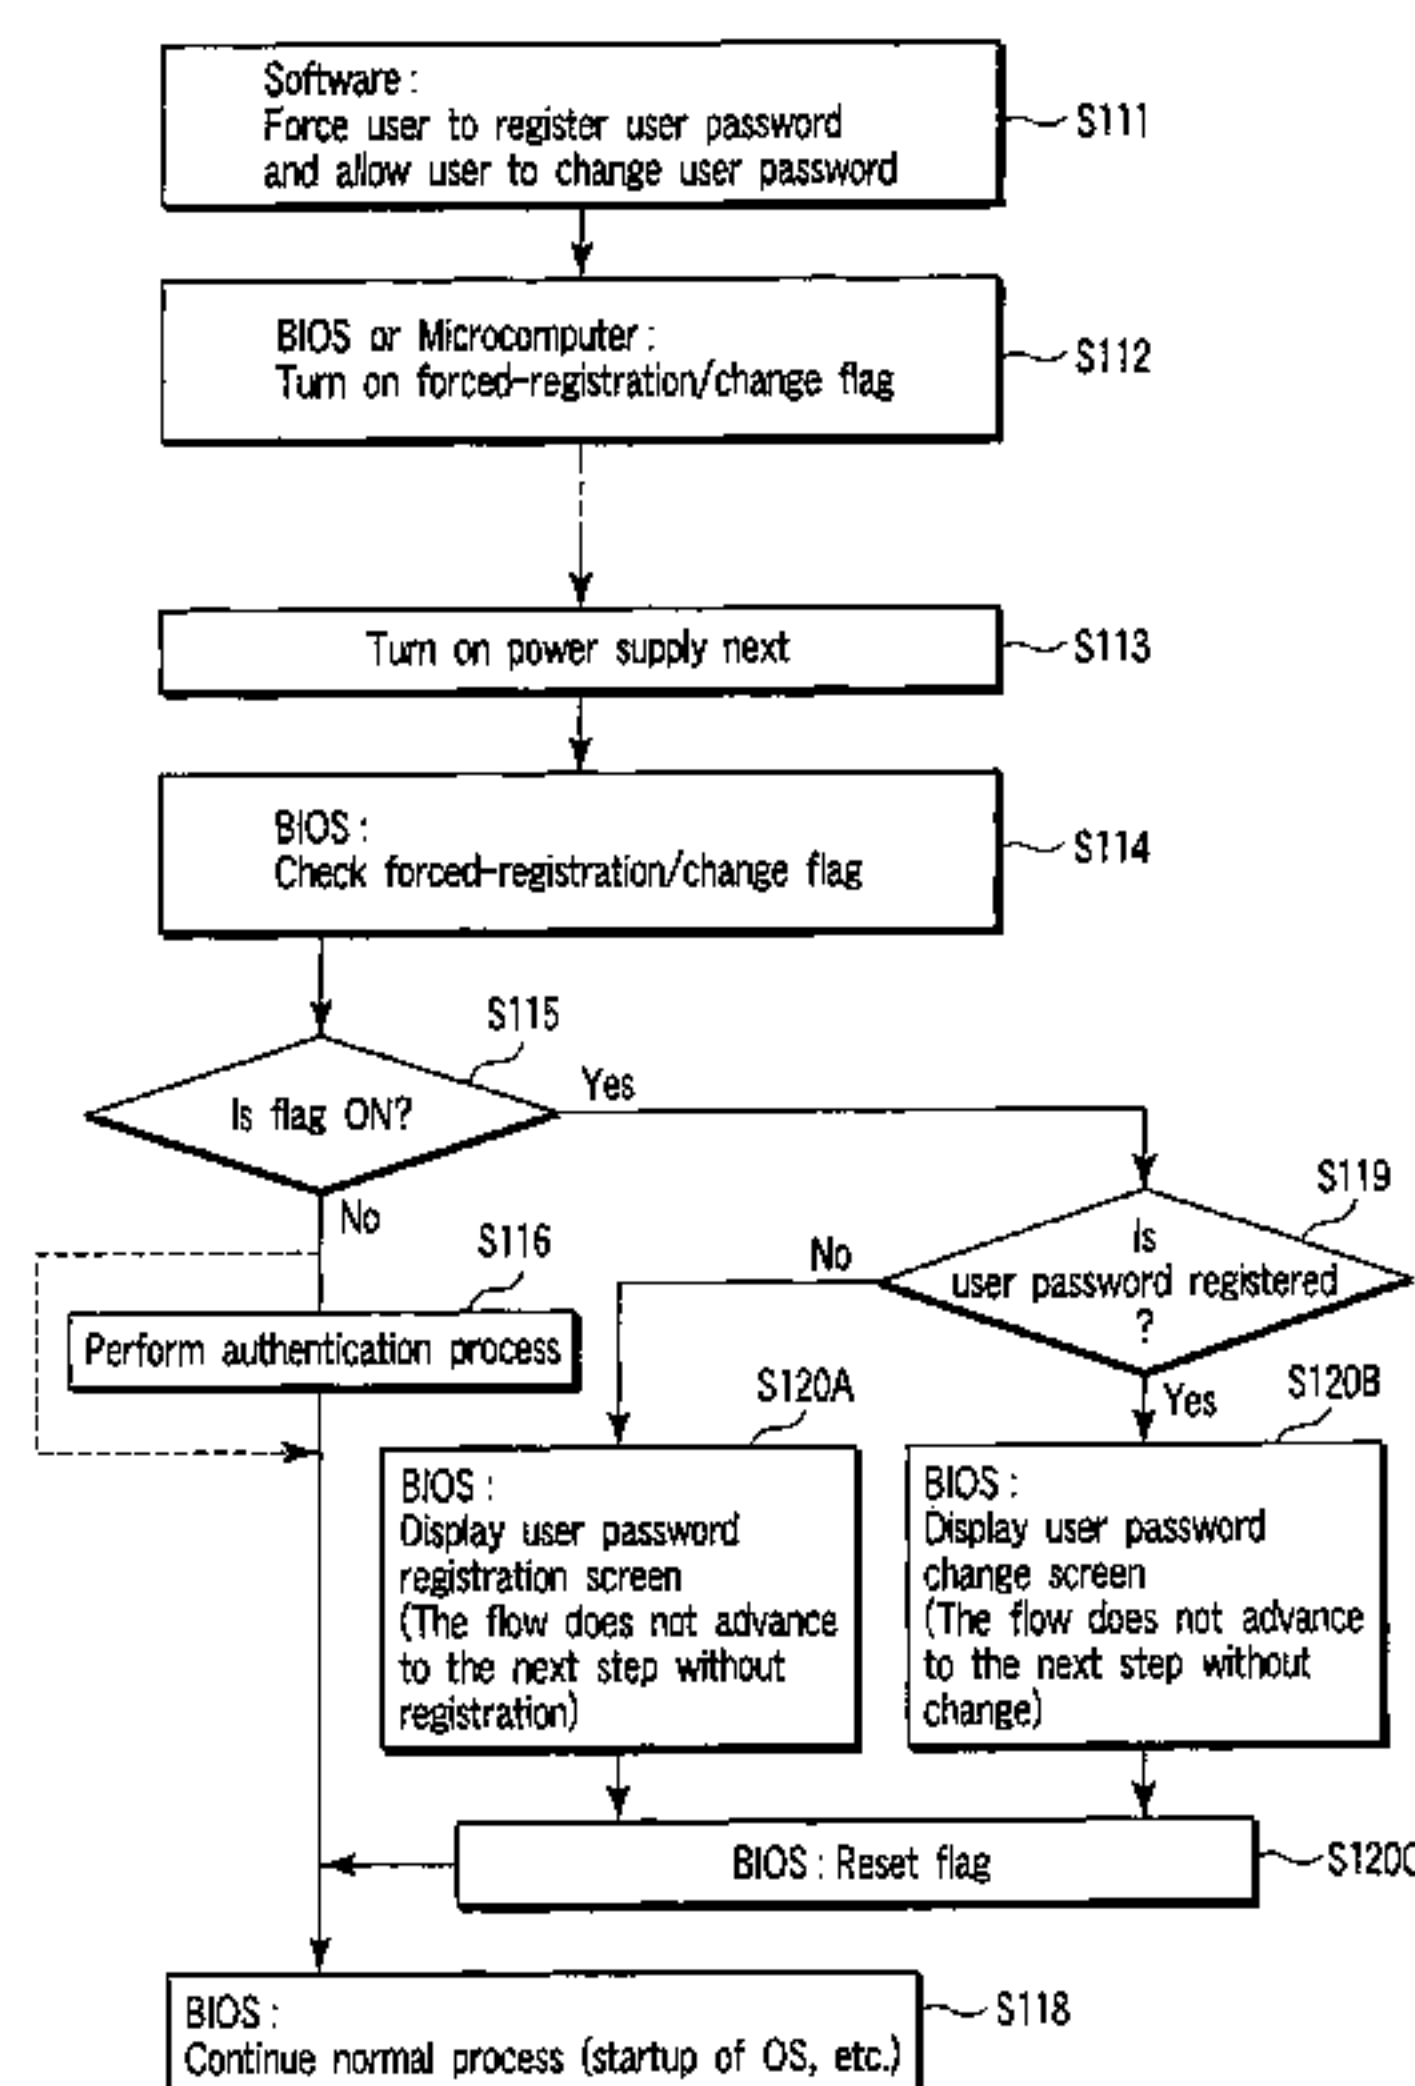 Software :
Force user to register user password
and allow user to change user password
S111
BIOS or Microcomputer :
Turn on forced-registration/change flag
S112
Turn on power supply next
S113
BIOS :
Check forced-registration/change flag
S114
S115
Is flag ON?
Yes
No
S119
Is
user password registered
?
No
Yes
S116
Perform authentication process
S120A
BIOS :
Display user password
registration screen
(The flow does not advance
to the next step without
registration)
S120B
BIOS :
Display user password
change screen
(The flow does not advance
to the next step without
change)
BIOS : Reset flag
S120C
BIOS :
Continue normal process (startup of OS, etc.)
S118